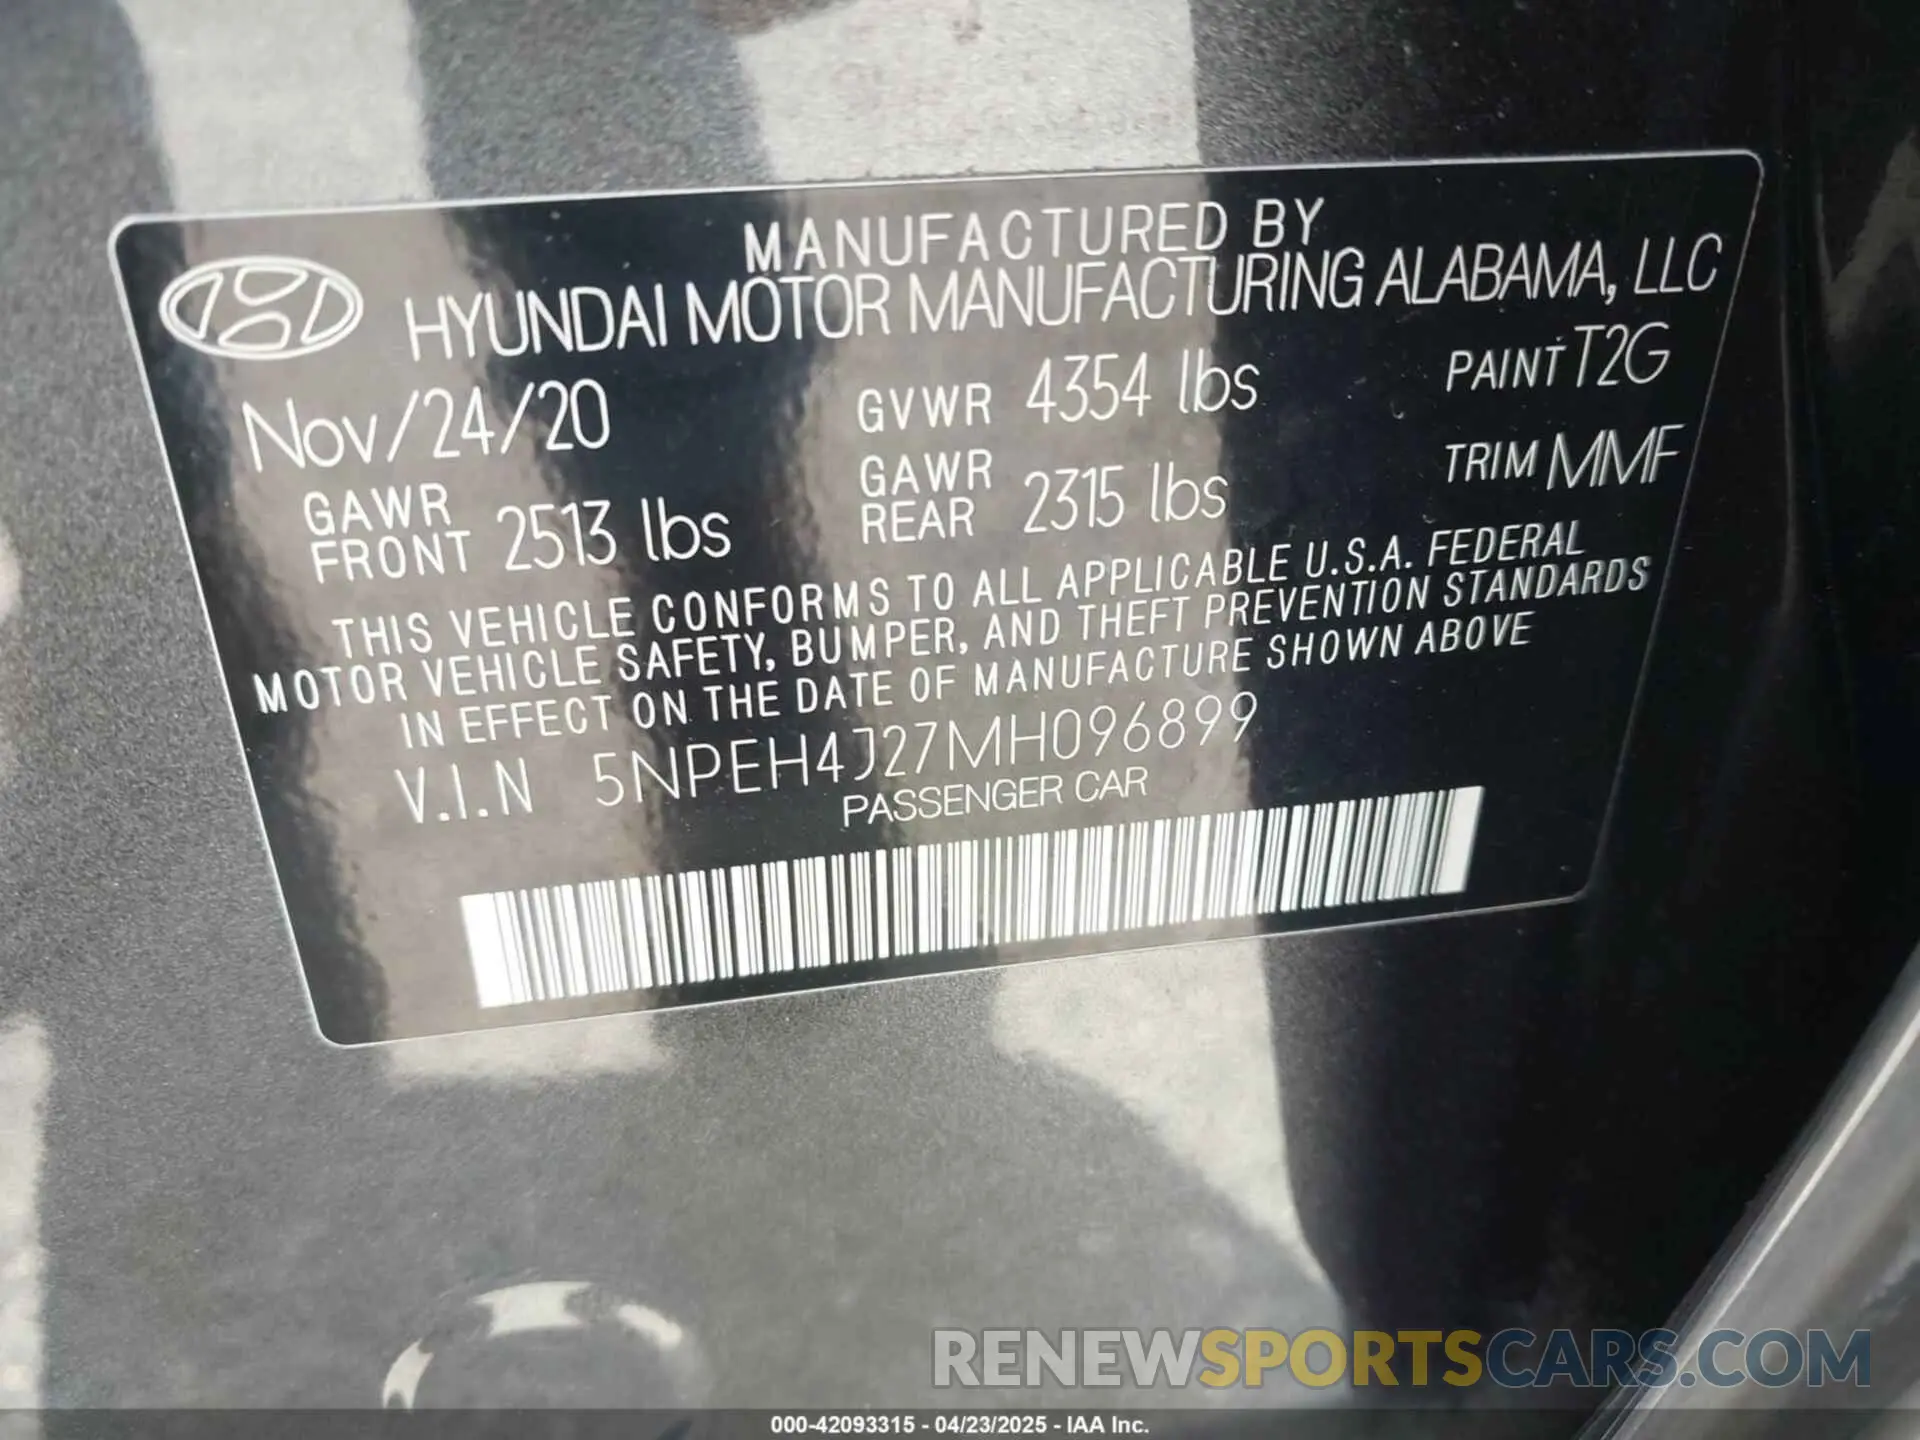 MANUFACTURED BY
HYUNDAI MOTOR MANUFACTURING ALABAMA, LLC
Nov/24/20 GVWR 4354 lbs PAINT T2G
GAWR FRONT 2513 lbs GAWR REAR 2315 lbs TRIM MMF
THIS VEHICLE CONFORMS TO ALL APPLICABLE U.S.A. FEDERAL
MOTOR VEHICLE SAFETY, BUMPER, AND THEFT PREVENTION STANDARDS
IN EFFECT ON THE DATE OF MANUFACTURE SHOWN ABOVE
V.I.N 5NPEH4J27MH096899
PASSENGER CAR
RENEWSPORTSCARS.COM
000-42093315 - 04/23/2025 - IAA Inc.